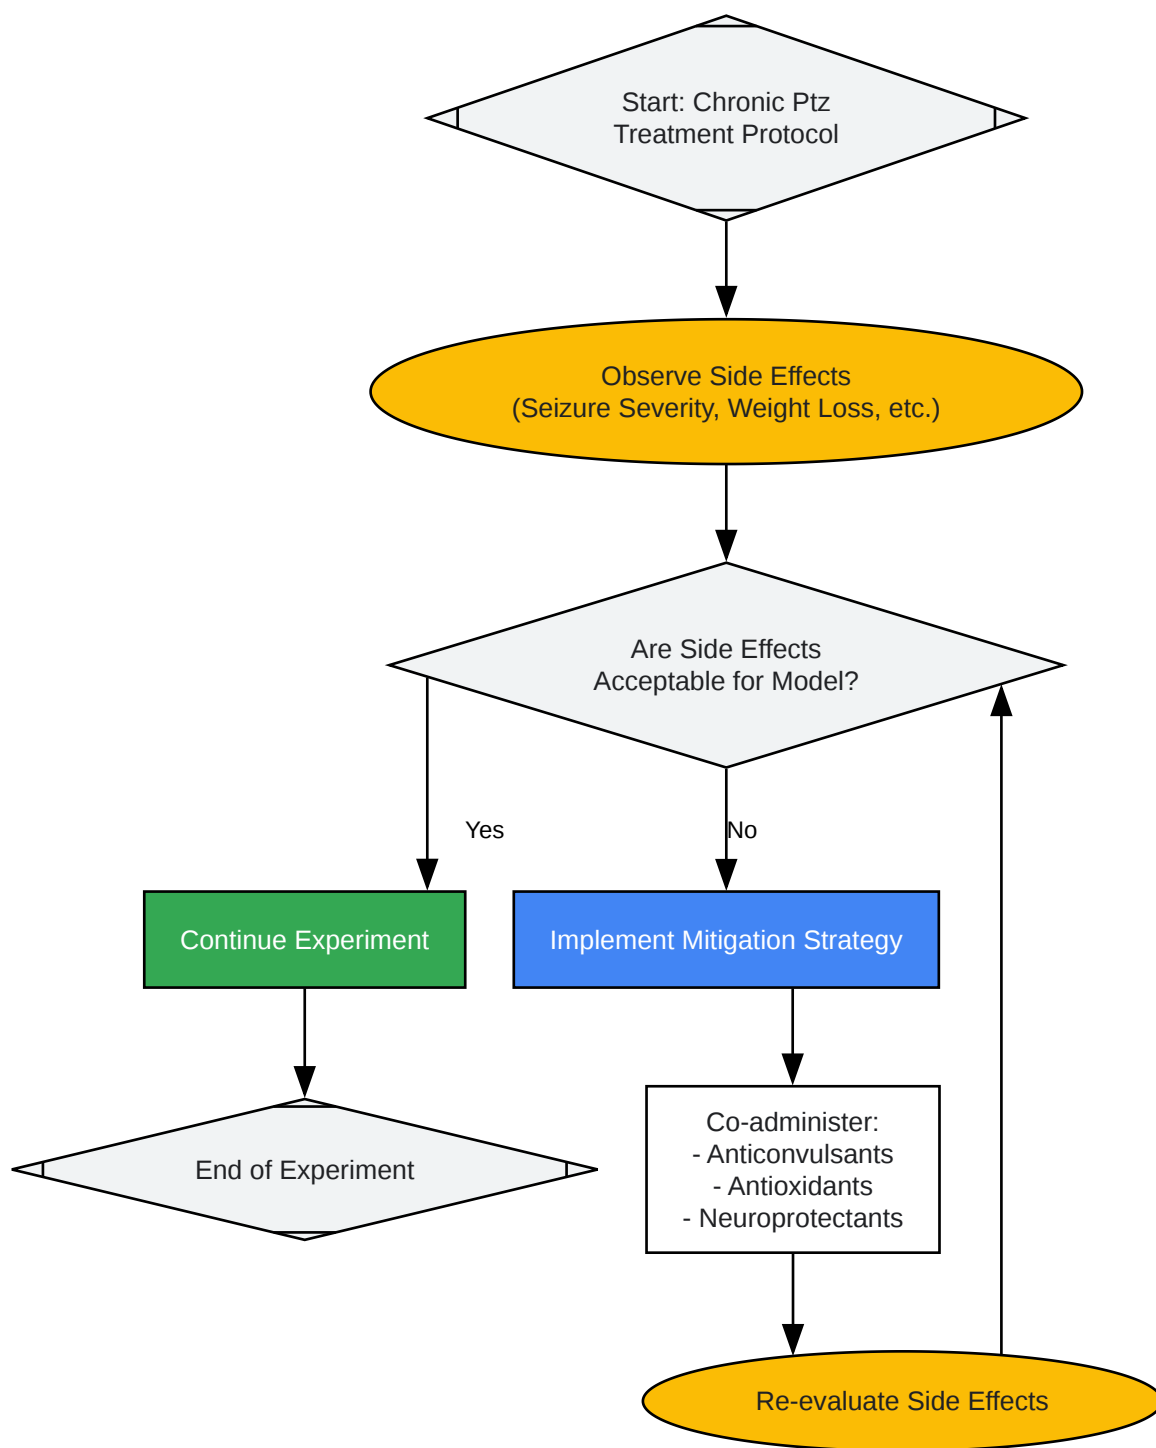 Start: Chronic Ptz
Treatment Protocol
Observe Side Effects
(Seizure Severity, Weight Loss, etc.)
Are Side Effects
Acceptable for Model?
Yes
No
Continue Experiment
Implement Mitigation Strategy
End of Experiment
Co-administer:
- Anticonvulsants
- Antioxidants
- Neuroprotectants
Re-evaluate Side Effects